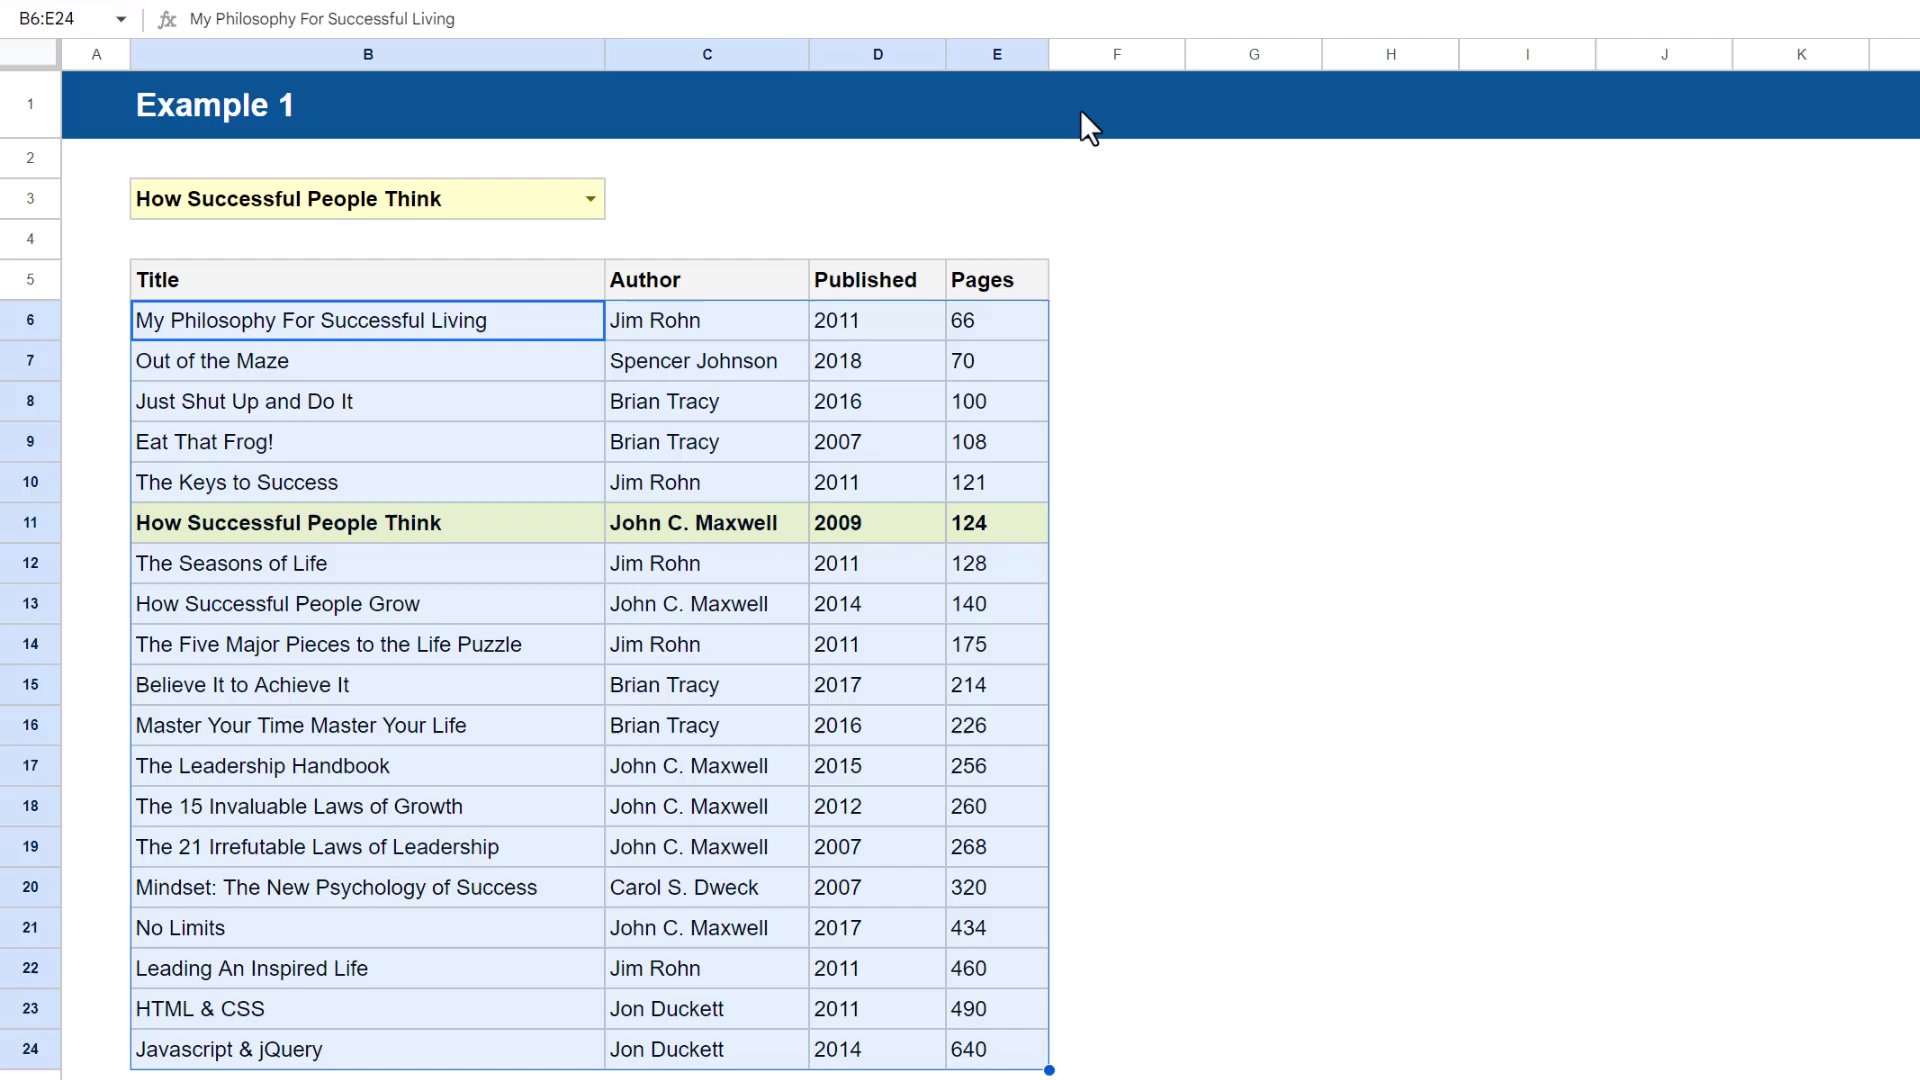 B6:E24 fx My Philosophy For Successful Living
A B C D E F G H I J K
1 Example 1
2
3 How Successful People Think
4
5 Title Author Published Pages
6 My Philosophy For Successful Living Jim Rohn 2011 66
7 Out of the Maze Spencer Johnson 2018 70
8 Just Shut Up and Do It Brian Tracy 2016 100
9 Eat That Frog! Brian Tracy 2007 108
10 The Keys to Success Jim Rohn 2011 121
11 How Successful People Think John C. Maxwell 2009 124
12 The Seasons of Life Jim Rohn 2011 128
13 How Successful People Grow John C. Maxwell 2014 140
14 The Five Major Pieces to the Life Puzzle Jim Rohn 2011 175
15 Believe It to Achieve It Brian Tracy 2017 214
16 Master Your Time Master Your Life Brian Tracy 2016 226
17 The Leadership Handbook John C. Maxwell 2015 256
18 The 15 Invaluable Laws of Growth John C. Maxwell 2012 260
19 The 21 Irrefutable Laws of Leadership John C. Maxwell 2007 268
20 Mindset: The New Psychology of Success Carol S. Dweck 2007 320
21 No Limits John C. Maxwell 2017 434
22 Leading An Inspired Life Jim Rohn 2011 460
23 HTML & CSS Jon Duckett 2011 490
24 Javascript & jQuery Jon Duckett 2014 640